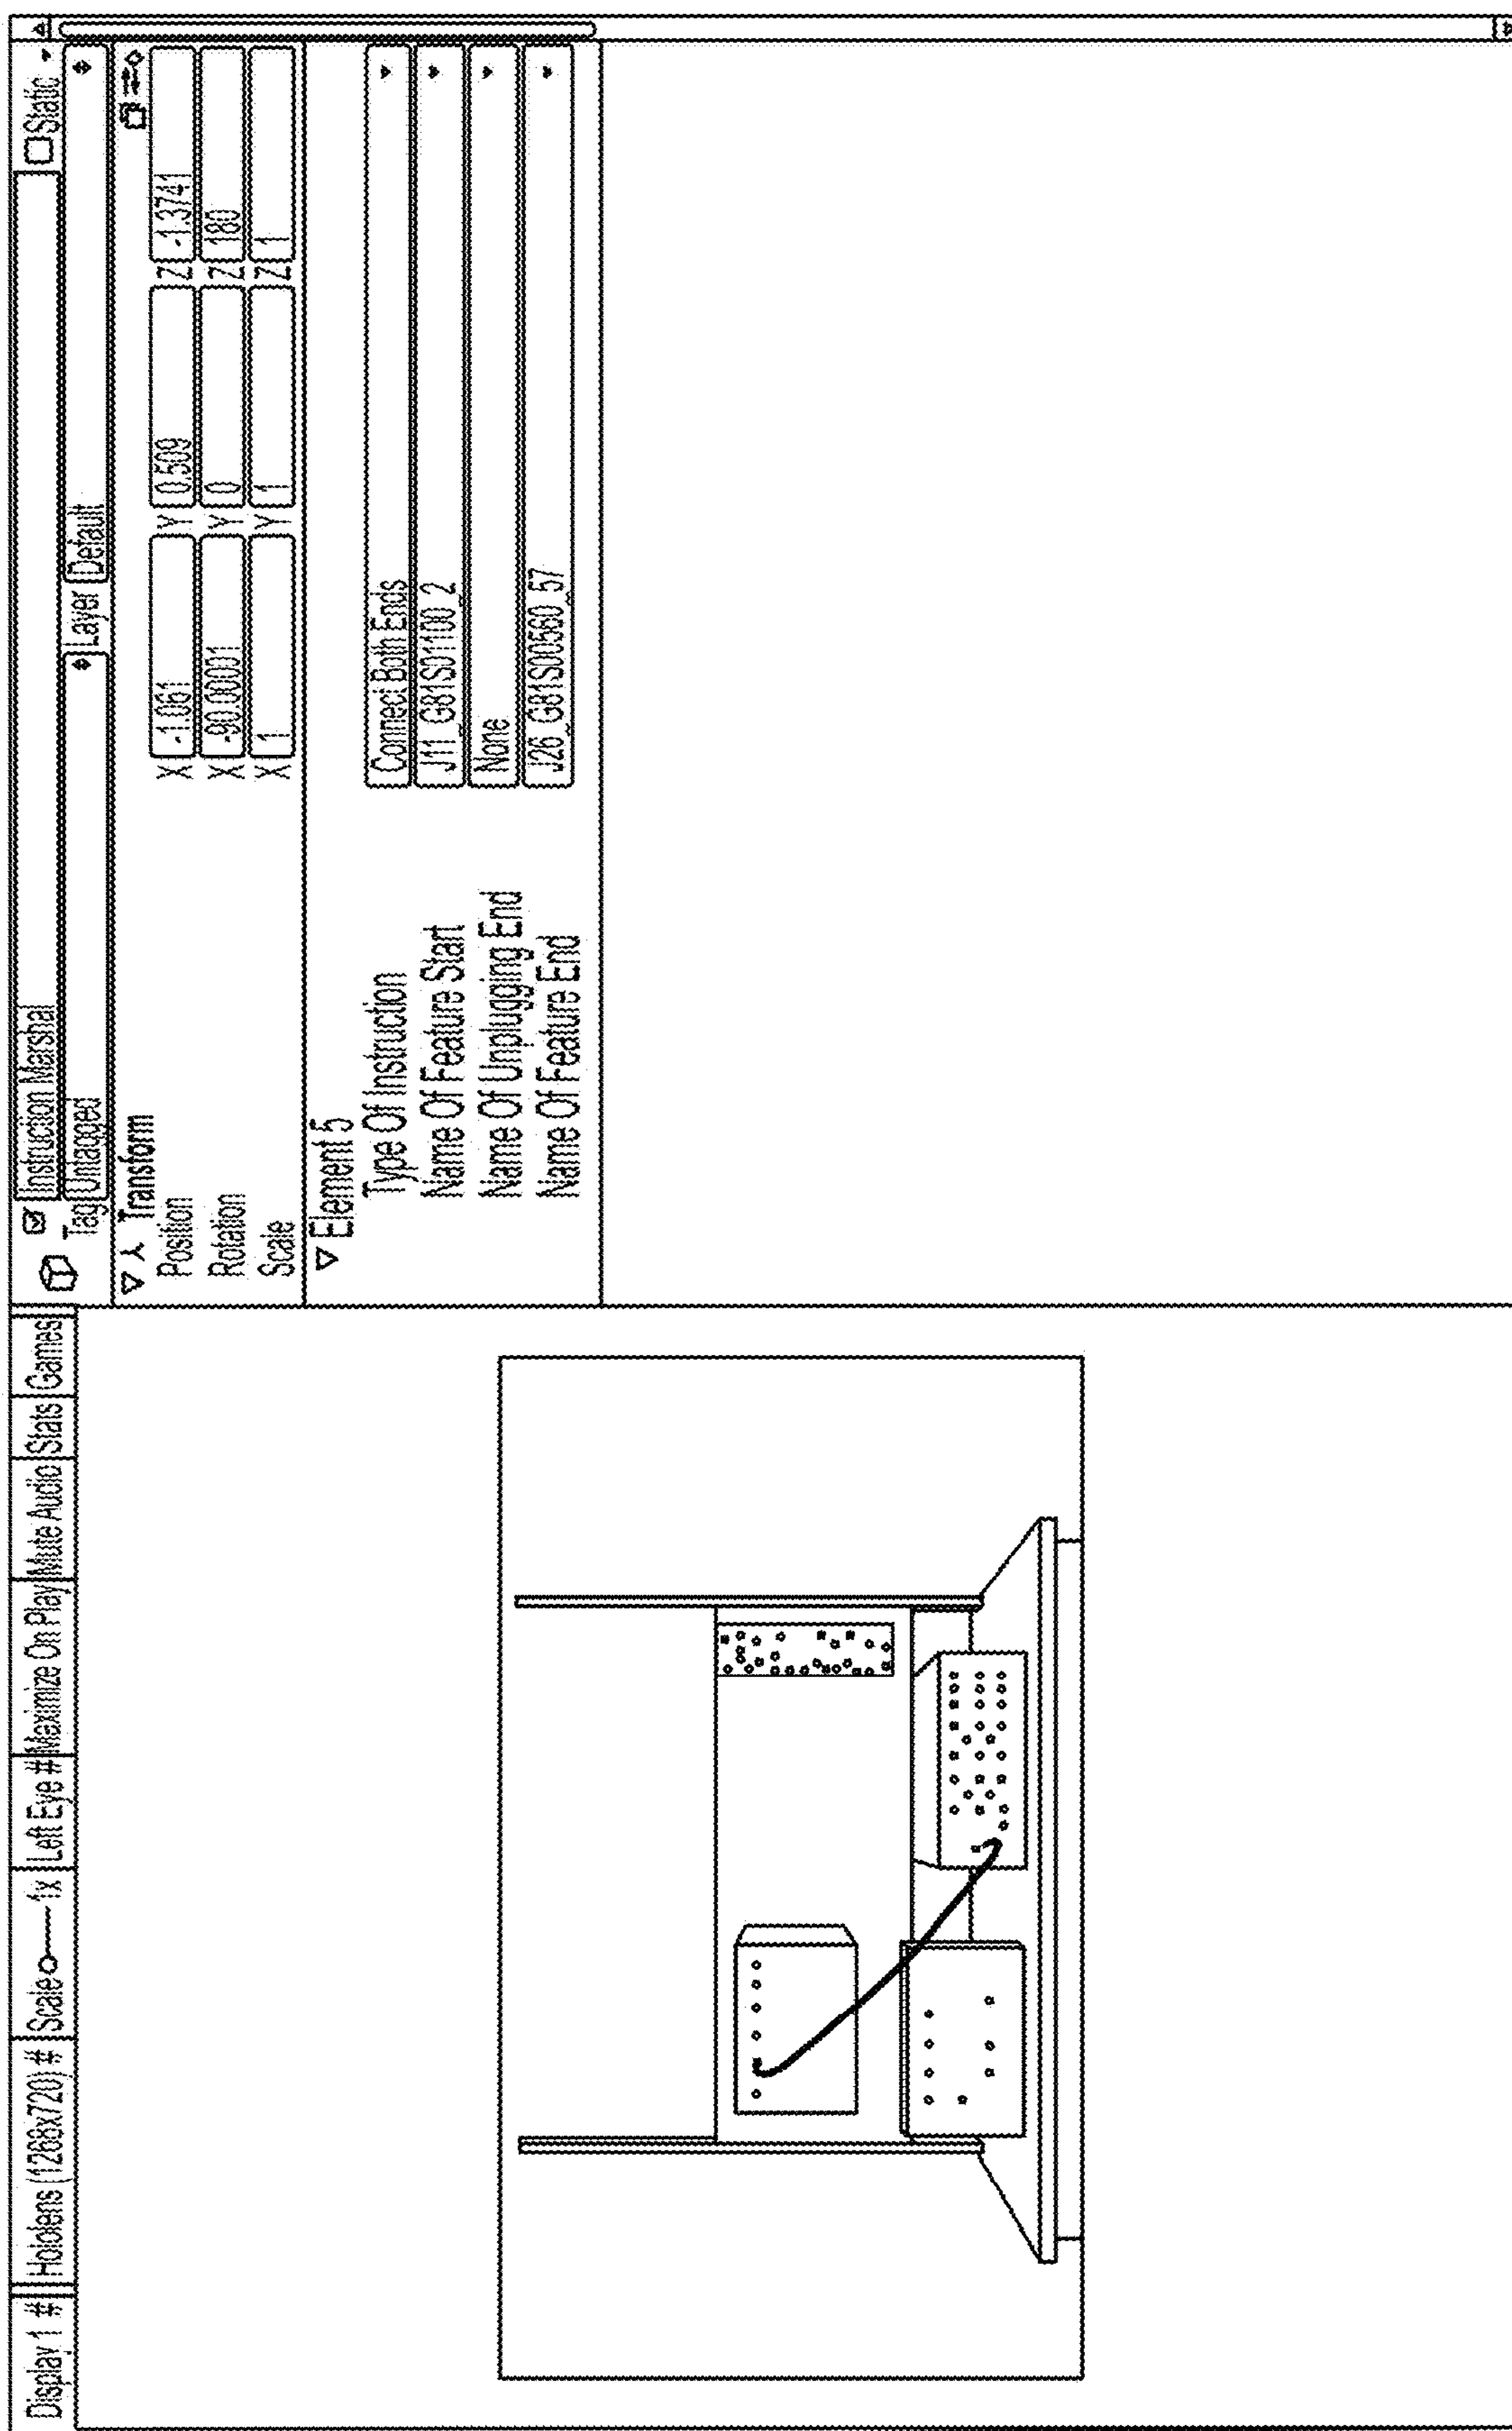 Display 1 # Hololens (1268x720) # Scale 1x Left Eye # Maximize On Play Mute Audio Stats Games
Instruction Marshal Static
Tag Untagged Layer Default
Transform
Position X -1.061 Y 0.509 Z -1.3741
Rotation X -90.00001 Y 0 Z 180
Scale X 1 Y 1 Z 1
Element 5
Type Of Instruction Connect Both Ends
Name Of Feature Start J11_G81S01100_2
Name Of Unplugging End None
Name Of Feature End J26_G81S00560_57